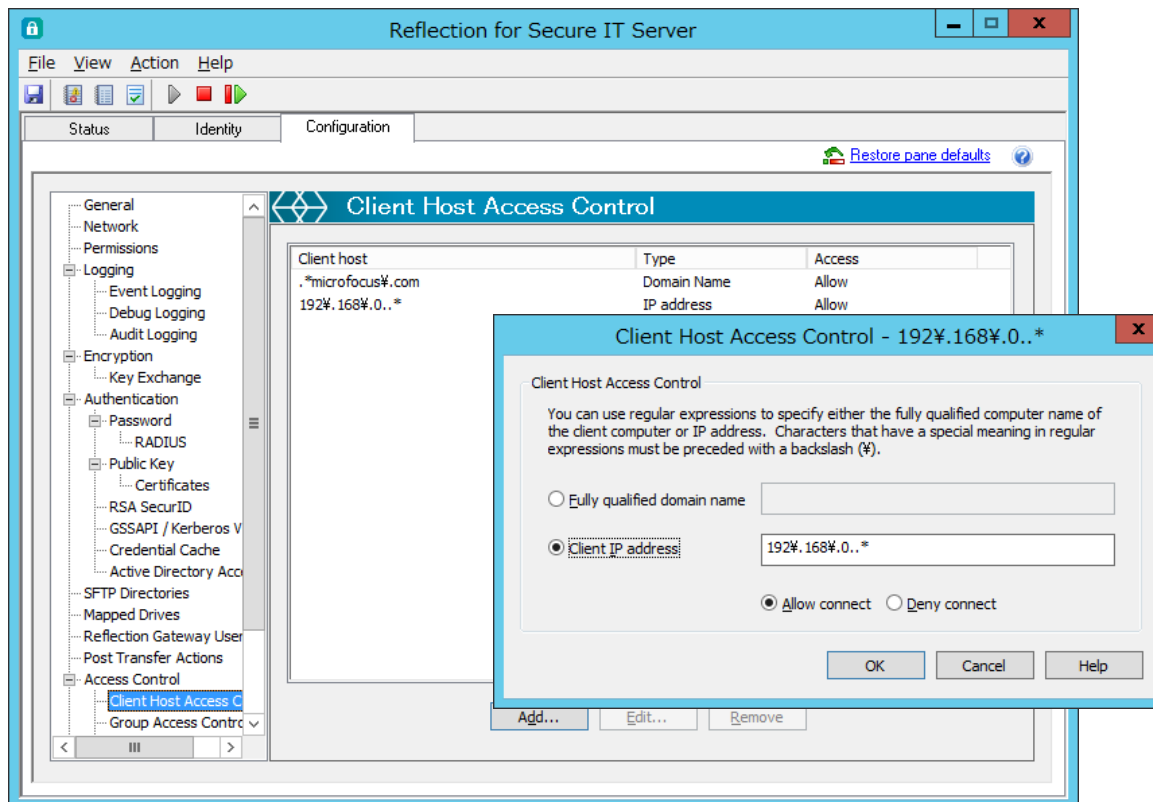 Reflection for Secure IT Server
File View Action Help
Status Identity Configuration
Restore pane defaults
General
Network
Permissions
Logging
Event Logging
Debug Logging
Audit Logging
Encryption
Key Exchange
Authentication
Password
RADIUS
Public Key
Certificates
RSA SecurID
GSSAPI / Kerberos V
Credential Cache
Active Directory Acc
SFTP Directories
Mapped Drives
Reflection Gateway User
Post Transfer Actions
Access Control
Client Host Access C
Group Access Contro
Client Host Access Control
Client host Type Access
.*microfocus¥.com Domain Name Allow
192¥.168¥.0..* IP address Allow
Add... Edit... Remove
Client Host Access Control - 192¥.168¥.0..*
Client Host Access Control
You can use regular expressions to specify either the fully qualified computer name of
the client computer or IP address. Characters that have a special meaning in regular
expressions must be preceded with a backslash (¥).
Fully qualified domain name
Client IP address 192¥.168¥.0..*
Allow connect Deny connect
OK Cancel Help